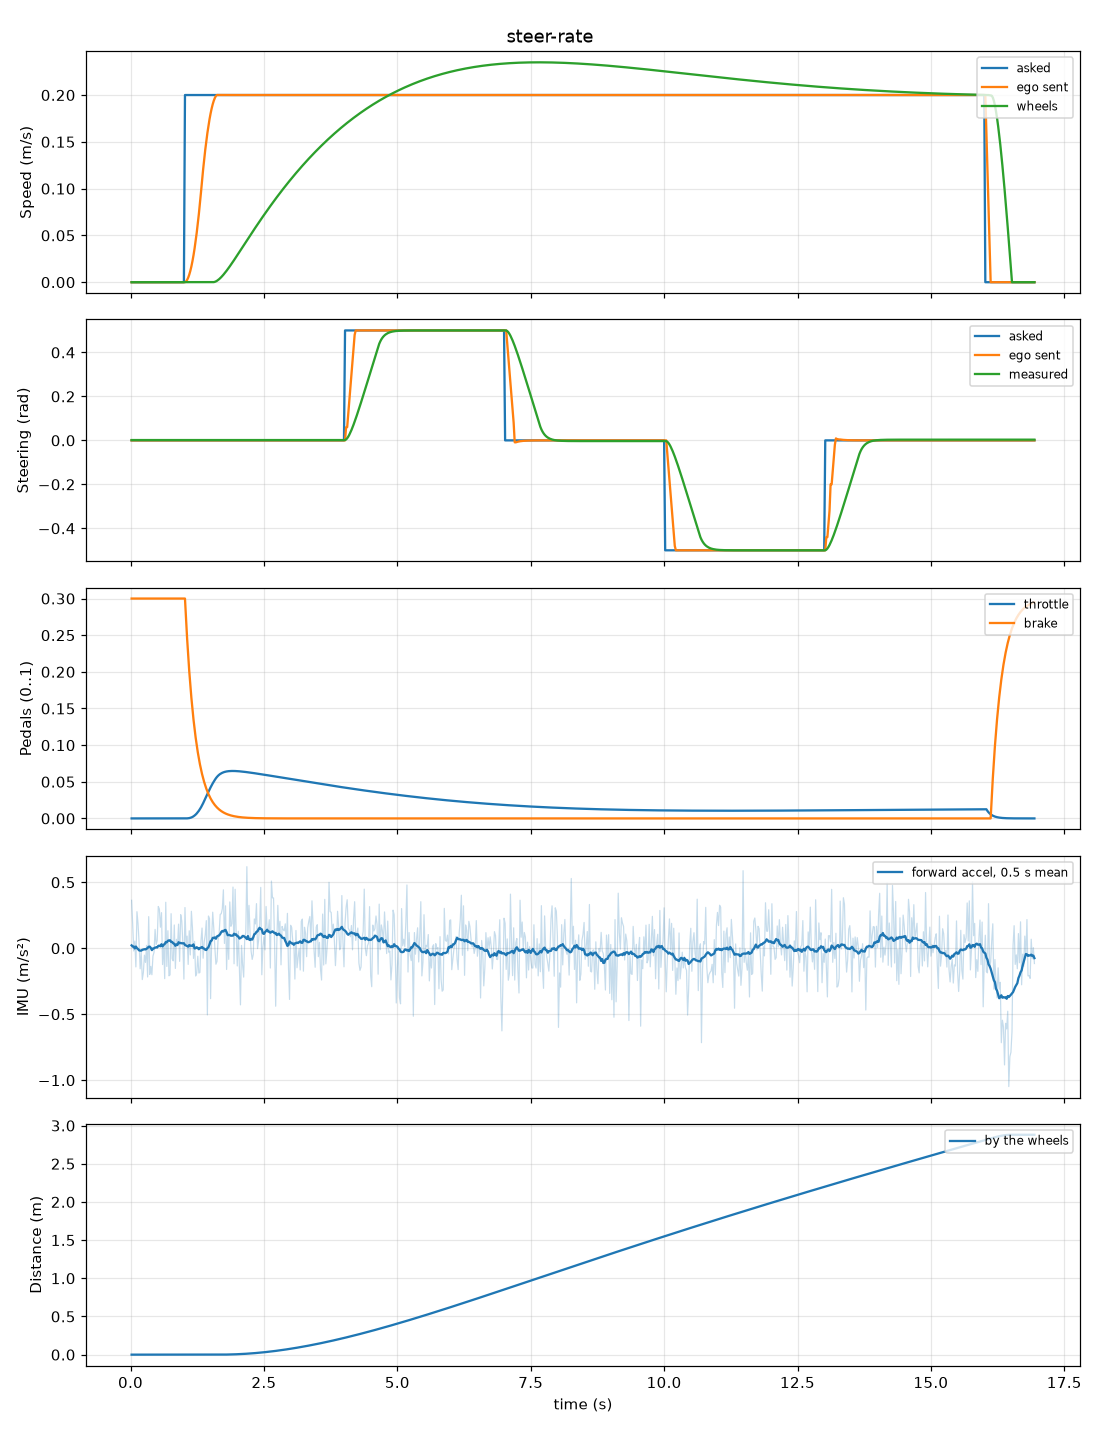 steer-rate
Speed (m/s)
0.20
0.15
0.10
0.05
0.00
asked
ego sent
wheels
Steering (rad)
0.4
0.2
0.0
−0.2
−0.4
asked
ego sent
measured
Pedals (0..1)
0.30
0.25
0.20
0.15
0.10
0.05
0.00
throttle
brake
IMU (m/s²)
0.5
0.0
−0.5
−1.0
forward accel, 0.5 s mean
Distance (m)
3.0
2.5
2.0
1.5
1.0
0.5
0.0
by the wheels
0.0 2.5 5.0 7.5 10.0 12.5 15.0 17.5
time (s)